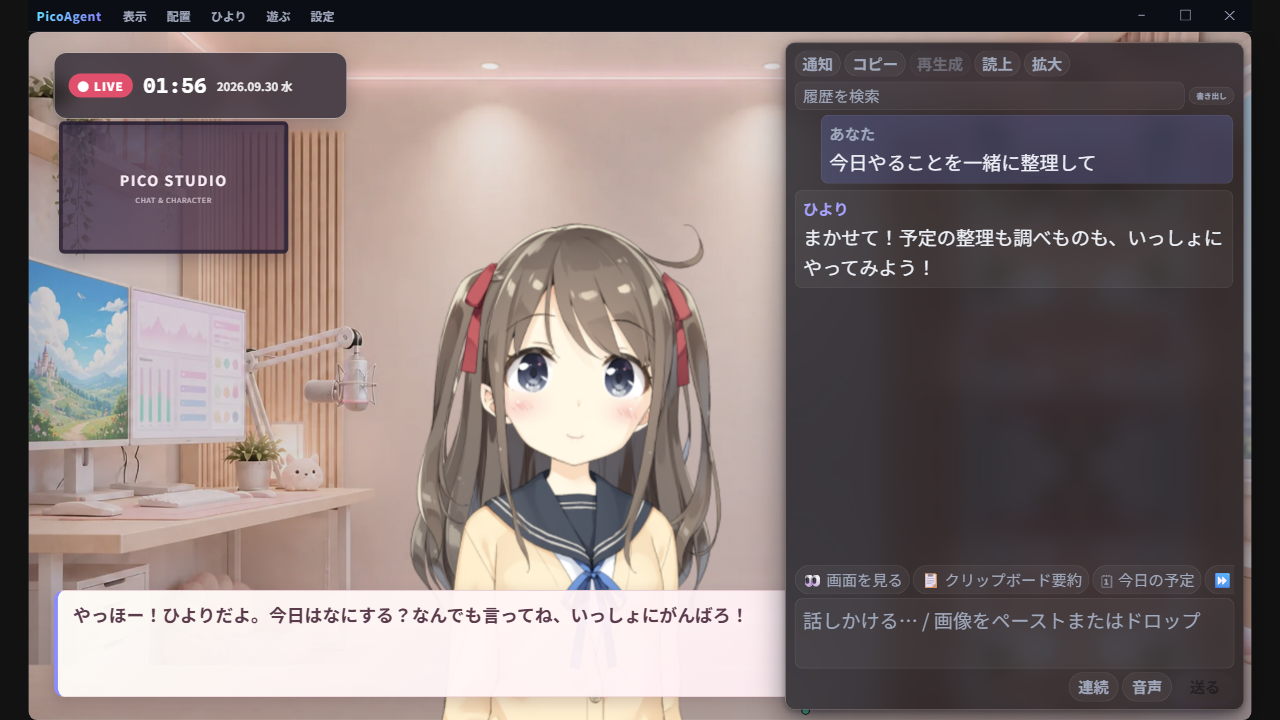 PicoAgent 表示 配置 ひより 遊ぶ 設定
LIVE 01:56 2026.09.30 水
PICO STUDIO
CHAT & CHARACTER
やっほー！ひよりだよ。今日はなにする？なんでも言ってね、いっしょにがんばろ！
通知 コピー 再生成 読上 拡大
履歴を検索 書き出し
あなた
今日やることを一緒に整理して
ひより
まかせて！予定の整理も調べものも、いっしょに
やってみよう！
画面を見る クリップボード要約 今日の予定
話しかける… / 画像をペーストまたはドロップ
連続 音声 送る